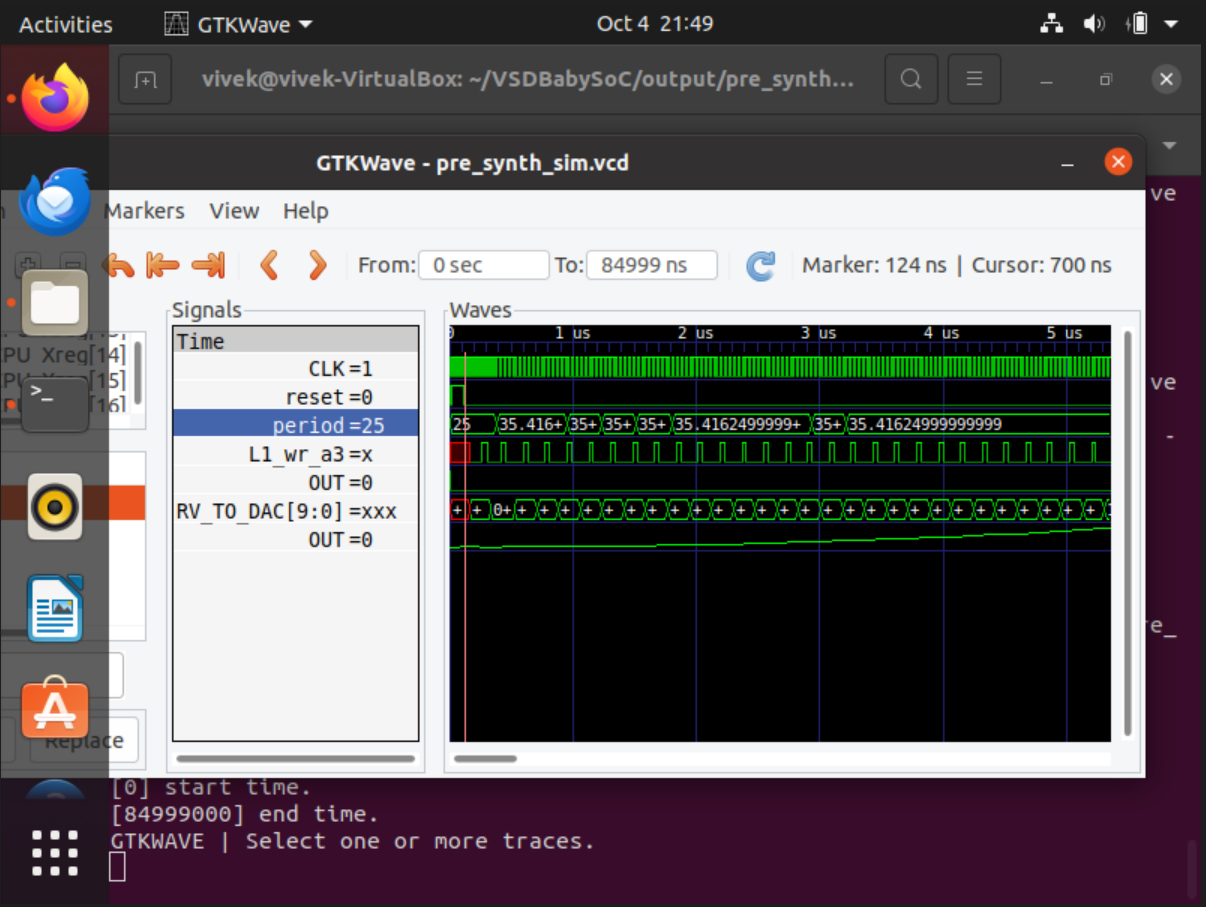 Activities GTKWave Oct 4 21:49
vivek@vivek-VirtualBox: ~/VSDBabySoC/output/pre_synth...
GTKWave - pre_synth_sim.vcd
ve
Markers View Help
From: 0 sec To: 84999 ns Marker: 124 ns | Cursor: 700 ns
Signals Waves
Time 0 1 us 2 us 3 us 4 us 5 us
Xreg[14]
[15]
[16]
CLK =1
ve
reset =0
period =25 25 35.416+ 35+ 35+ 35+ 35.4162499999+ 35+ 35.41624999999999
L1_wr_a3 =x
OUT =0
RV_TO_DAC[9:0] =xxx + + 0+ + + + + + + + + + + + + + + + + + + + + + + + + + +
OUT =0
>_
Replace
[0] start time.
[84999000] end time.
GTKWAVE | Select one or more traces.